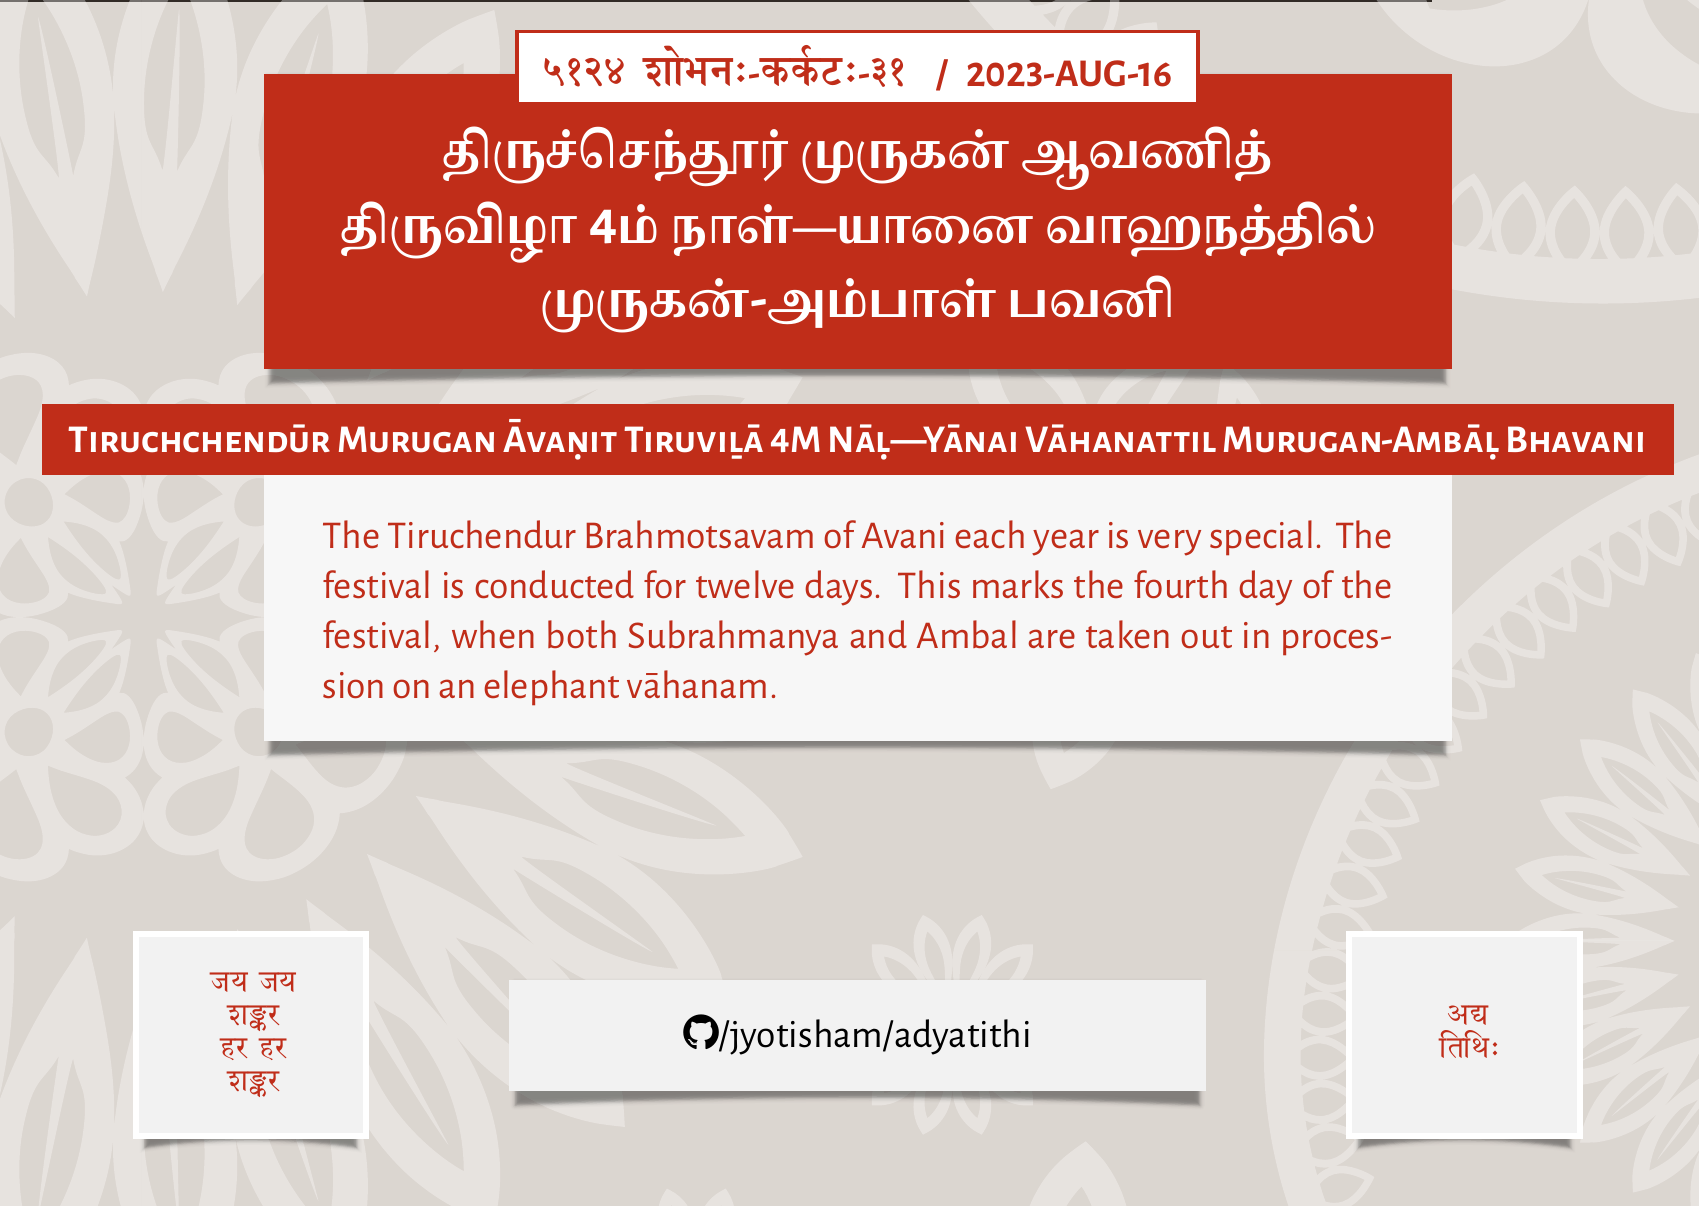 ५१२४ शोभनः-कर्कटः-३१ / 2023-AUG-16
திருச்செந்தூர் முருகன் ஆவணித்
திருவிழா 4ம் நாள்—யானை வாஹநத்தில்
முருகன்-அம்பாள் பவனி
Tiruchchendūr Murugan Āvaṇit Tiruviḻā 4m Nāḷ—Yānai Vāhanattil Murugan-Ambāḷ Bhavani
The Tiruchendur Brahmotsavam of Avani each year is very special. The
festival is conducted for twelve days. This marks the fourth day of the
festival, when both Subrahmanya and Ambal are taken out in proces-
sion on an elephant vāhanam.
जय जय
शङ्कर
हर हर
शङ्कर
/jyotisham/adyatithi
अद्य
तिथिः